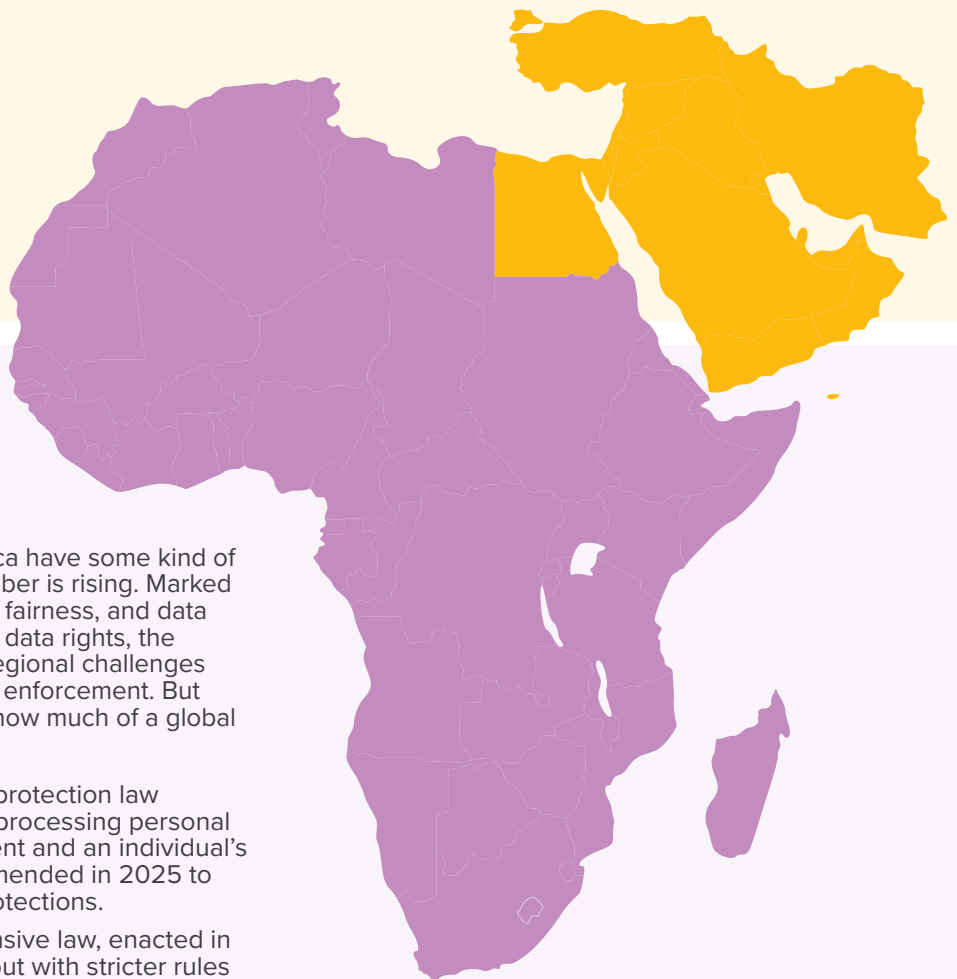 ca have some kind of
ber is rising. Marked
fairness, and data
data rights, the
egional challenges
enforcement. But
now much of a global
protection law
processing personal
ent and an individual’s
mended in 2025 to
otections.
nsive law, enacted in
out with stricter rules